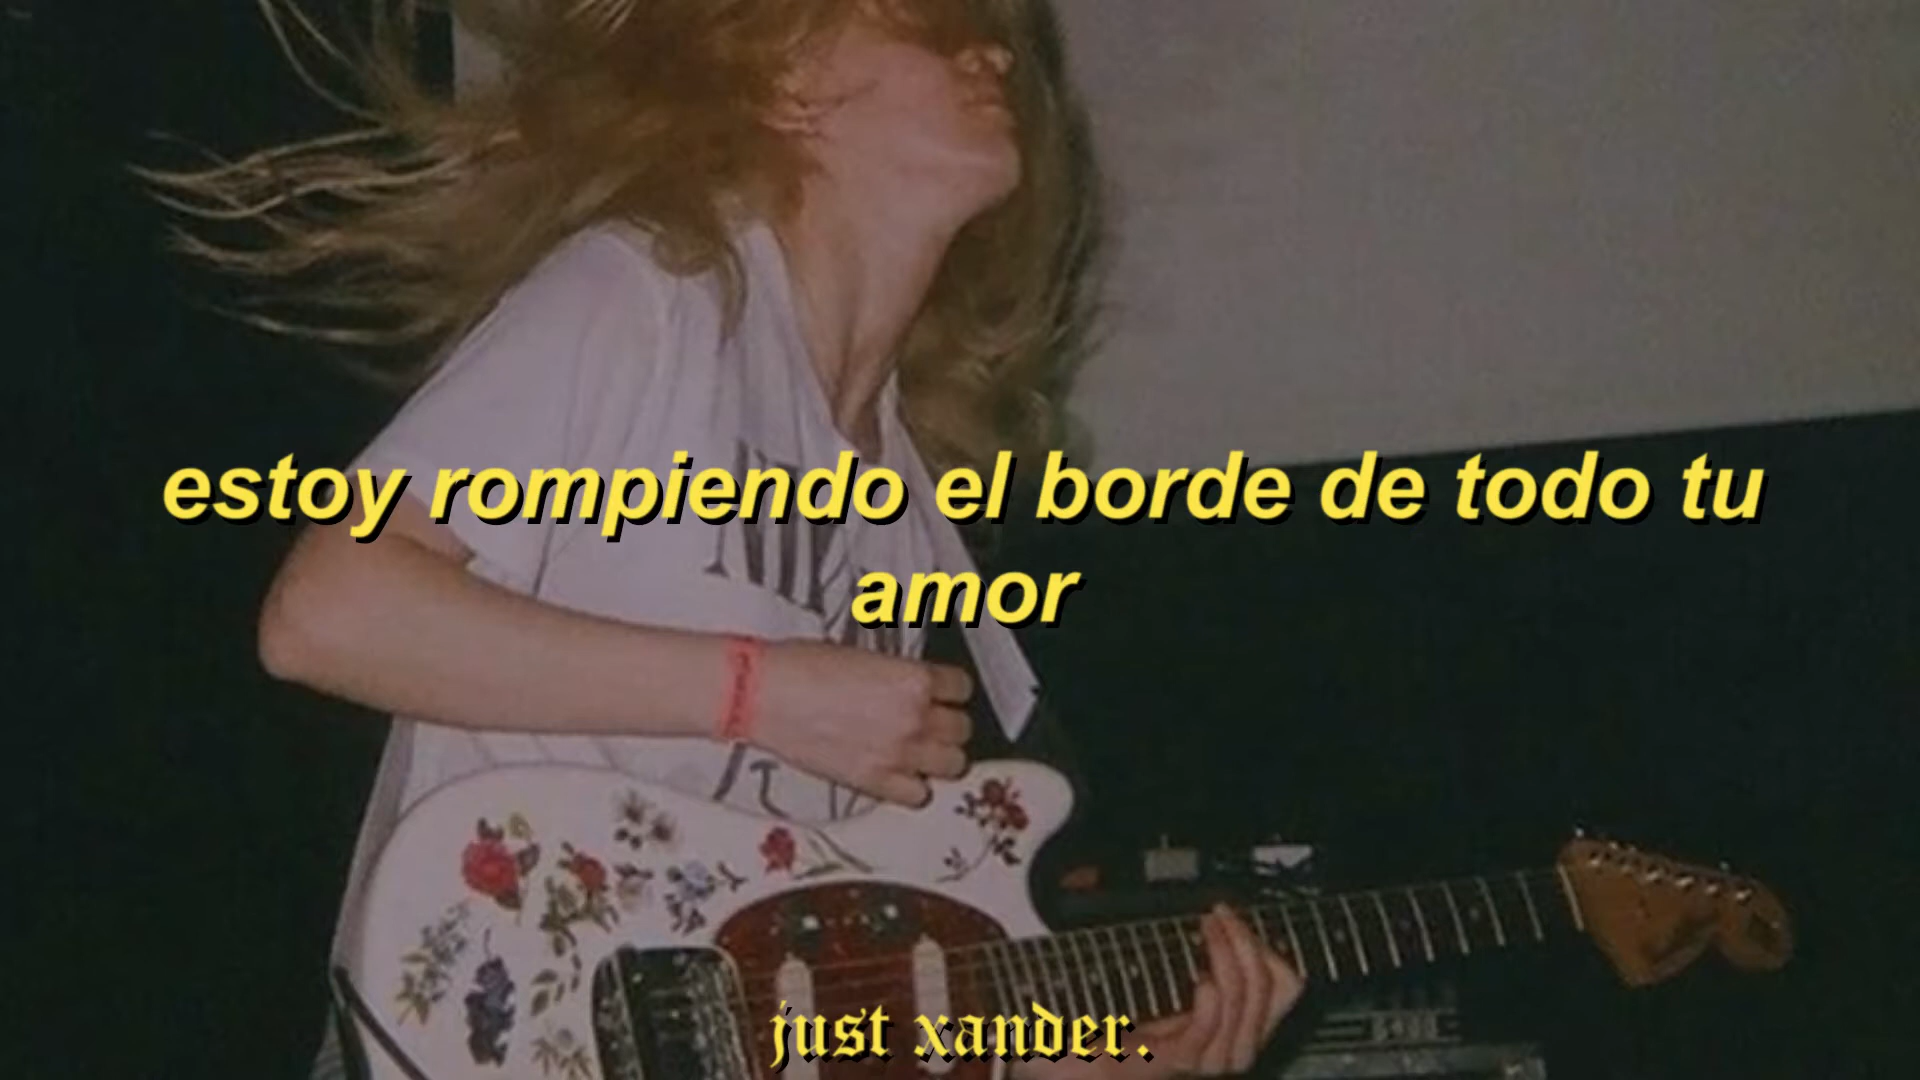 estoy rompiendo el borde de todo tu
amor
just xander.